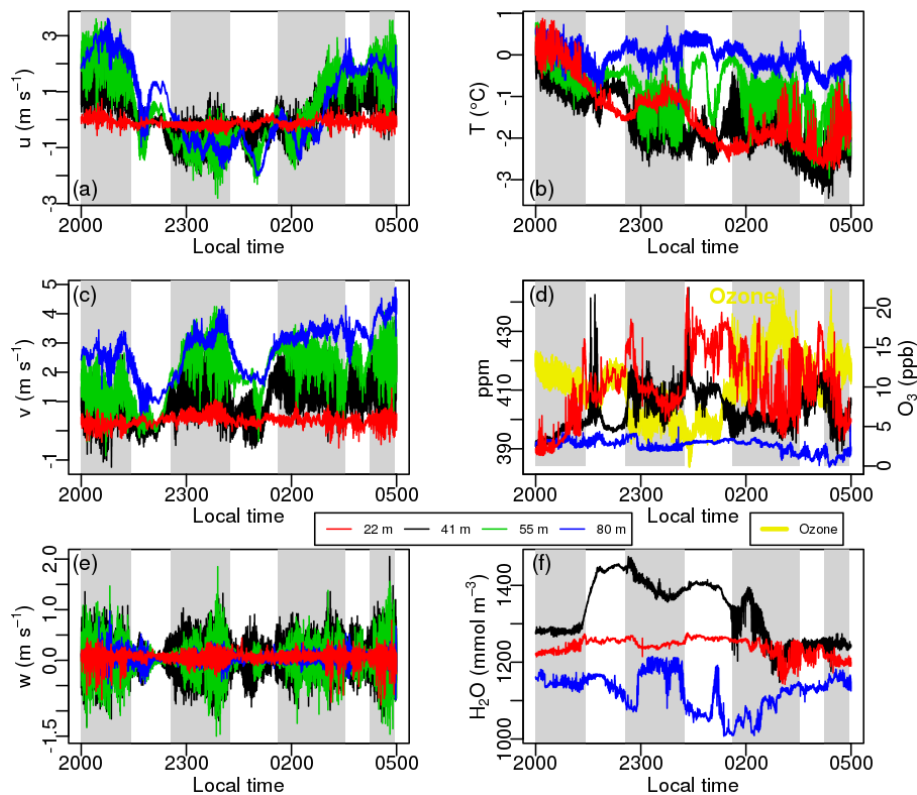 (a)
u (m s⁻¹)
3
1
-1
-3
2000 2300 0200 0500
Local time
(b)
T (°C)
1
0
-1
-2
-3
2000 2300 0200 0500
Local time
(c)
v (m s⁻¹)
5
4
3
2
1
-1
2000 2300 0200 0500
Local time
(d) Ozone
ppm
430
410
390
20
15
10
5
0
O₃ (ppb)
2000 2300 0200 0500
Local time
22 m 41 m 55 m 80 m
Ozone
(e)
w (m s⁻¹)
2.0
1.0
0.0
-1.5
2000 2300 0200 0500
Local time
(f)
H₂O (mmol m⁻³)
1400
1200
1000
2000 2300 0200 0500
Local time